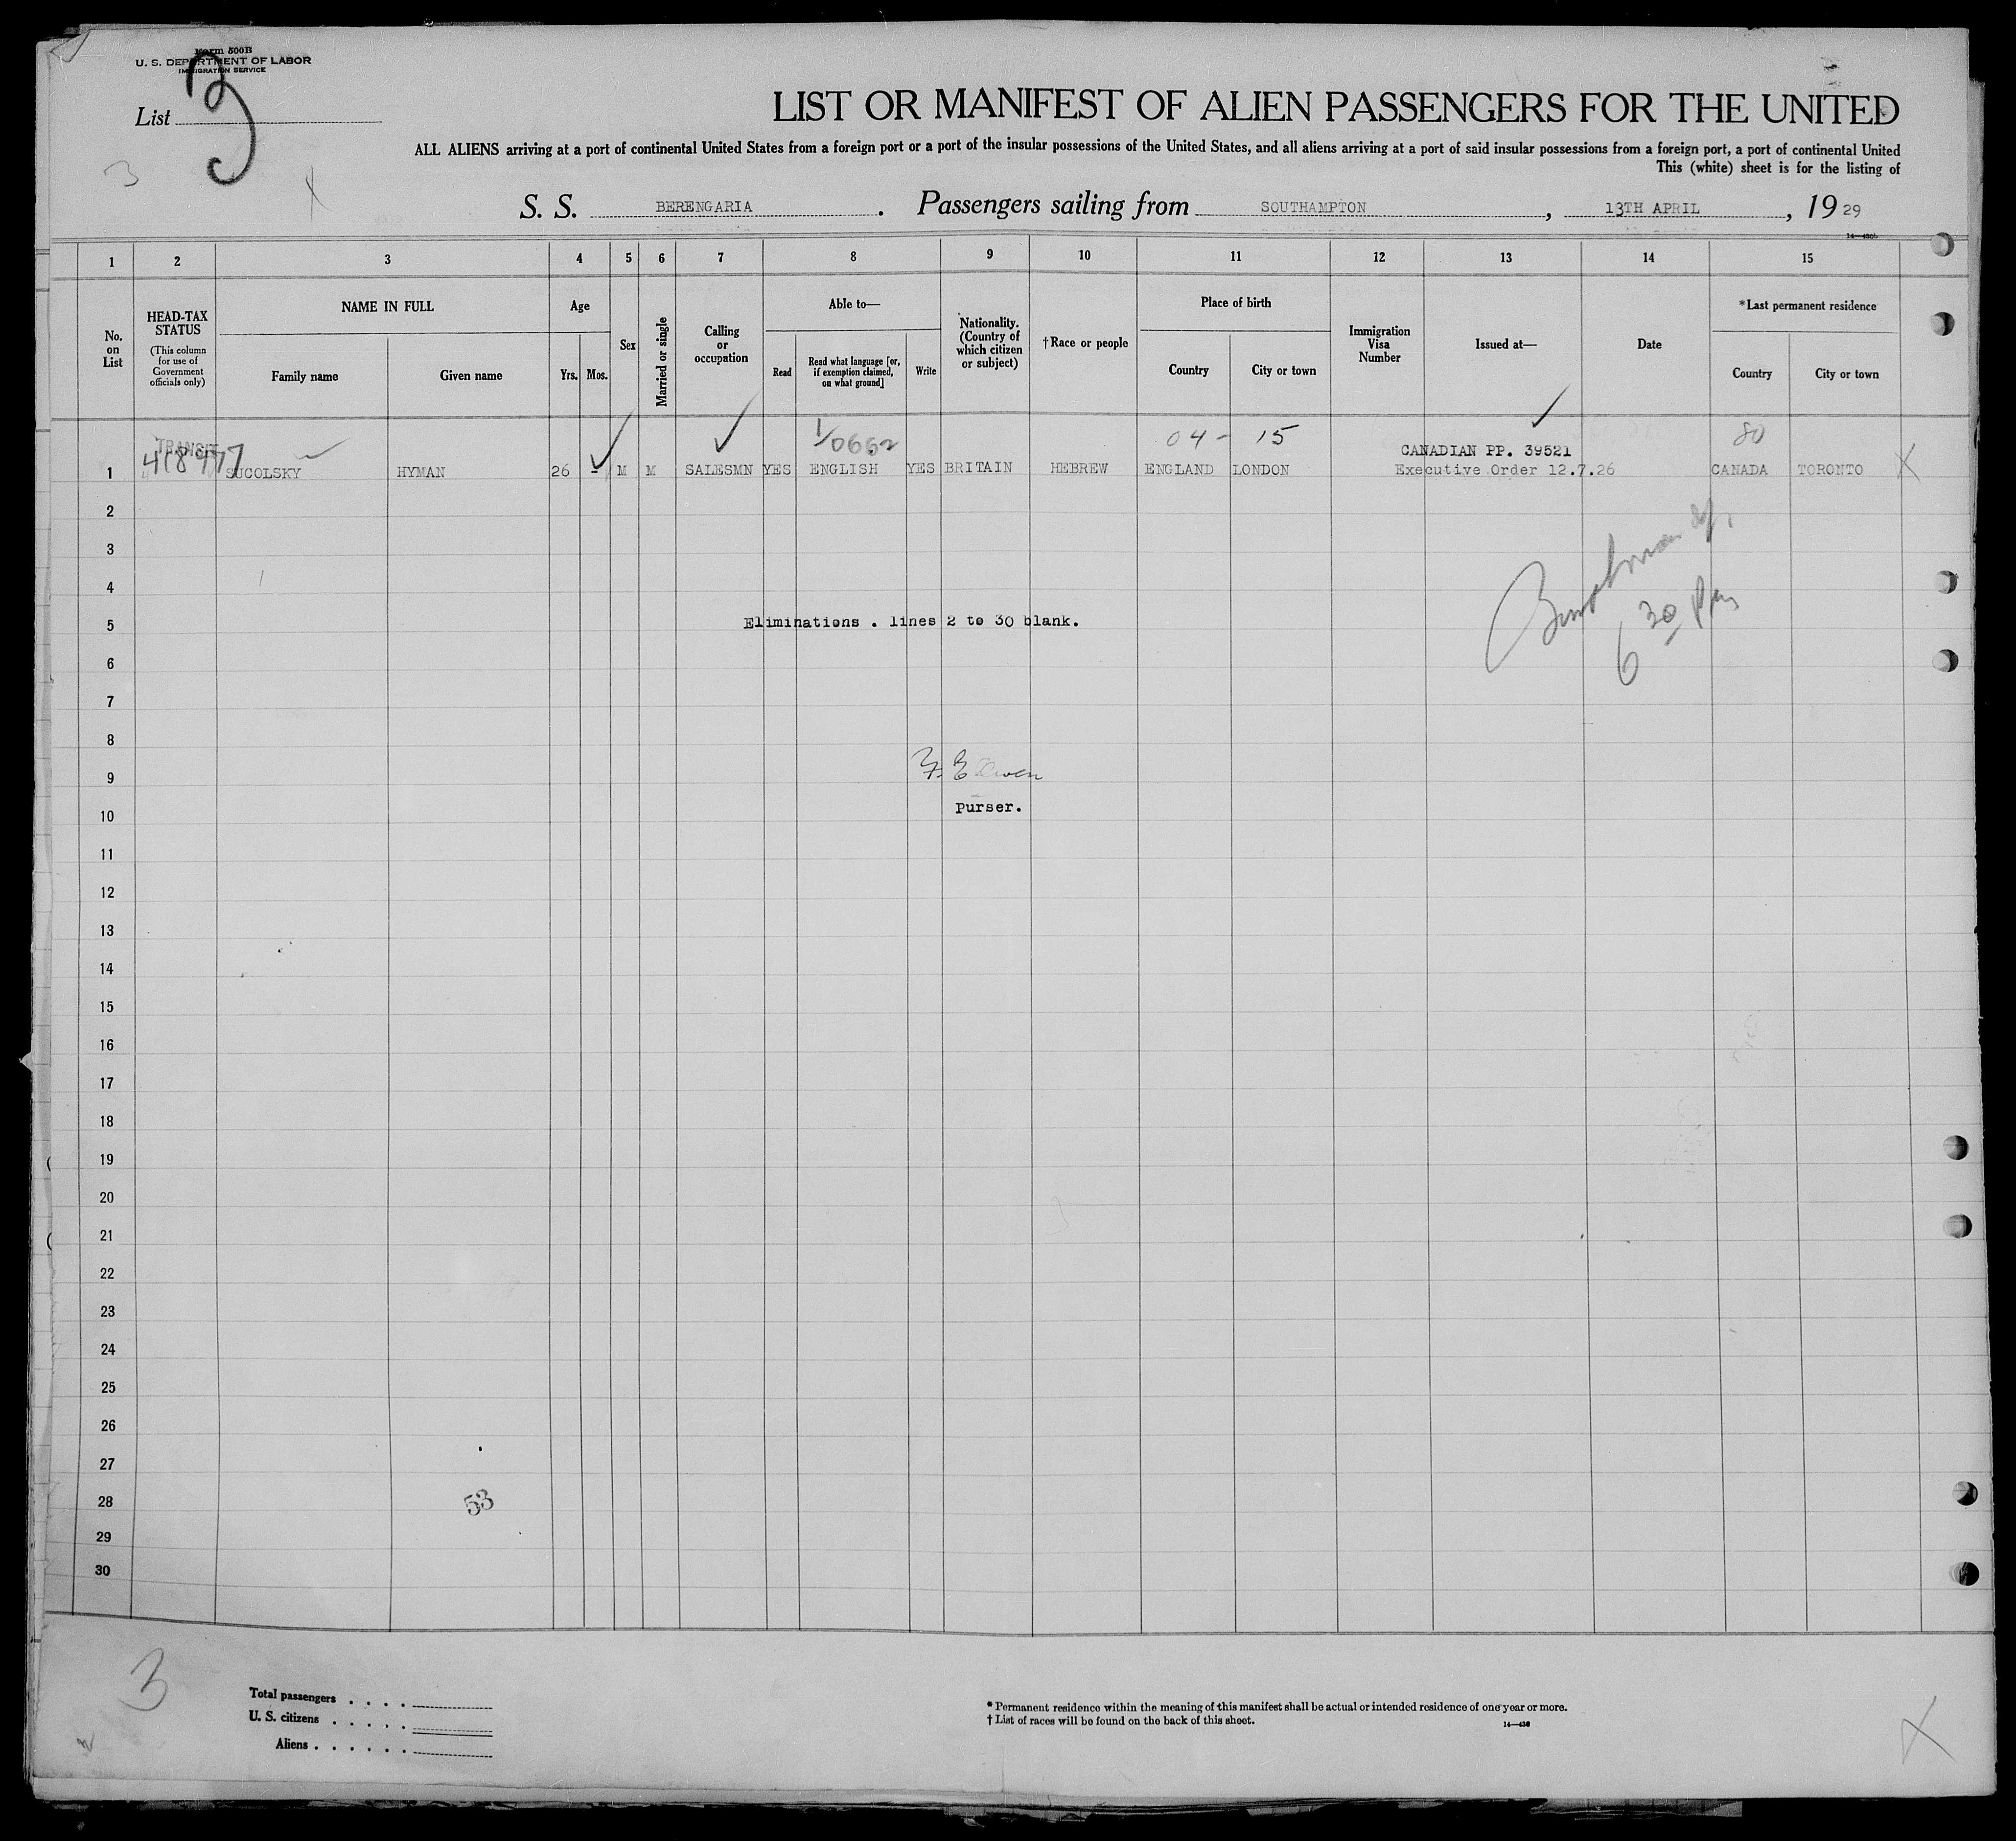 Form 500B
U. S. DEPARTMENT OF LABOR
IMMIGRATION SERVICE
List 3
3
LIST OR MANIFEST OF ALIEN PASSENGERS FOR THE UNITED
ALL ALIENS arriving at a port of continental United States from a foreign port or a port of the insular possessions of the United States, and all aliens arriving at a port of said insular possessions from a foreign port, a port of continental United
This (white) sheet is for the listing of
S. S. BERENGARIA. Passengers sailing from SOUTHAMPTON, 13TH APRIL, 1929
1 2 3 4 5 6 7 8 9 10 11 12 13 14 15
No. on List
HEAD-TAX STATUS
(This column for use of Government officials only)
NAME IN FULL
Family name
Given name
Age
Yrs. Mos.
Sex
Married or single
Calling or occupation
Able to—
Read
Read what language [or, if exemption claimed, on what ground]
Write
Nationality. (Country of which citizen or subject)
†Race or people
Place of birth
Country
City or town
Immigration Visa Number
Issued at—
Date
*Last permanent residence
Country
City or town
TRANSIT
1/0662 04- 15 CANADIAN PP. 39521 80
1 SUCOLSKY HYMAN 26 - M M SALESMN YES ENGLISH YES BRITAIN HEBREW ENGLAND LONDON Executive Order 12.7.26 CANADA TORONTO X
2
3
4
5 Eliminations . lines 2 to 30 blank.
6 30 Pm
6
7
8
9
Purser.
10
11
12
13
14
15
16
17
18
19
20
21
22
23
24
25
26
27
28 53
29
30
3
Total passengers . . . .
U. S. citizens . . . . .
Aliens . . . . . .
* Permanent residence within the meaning of this manifest shall be actual or intended residence of one year or more.
† List of races will be found on the back of this sheet.
14—430
X